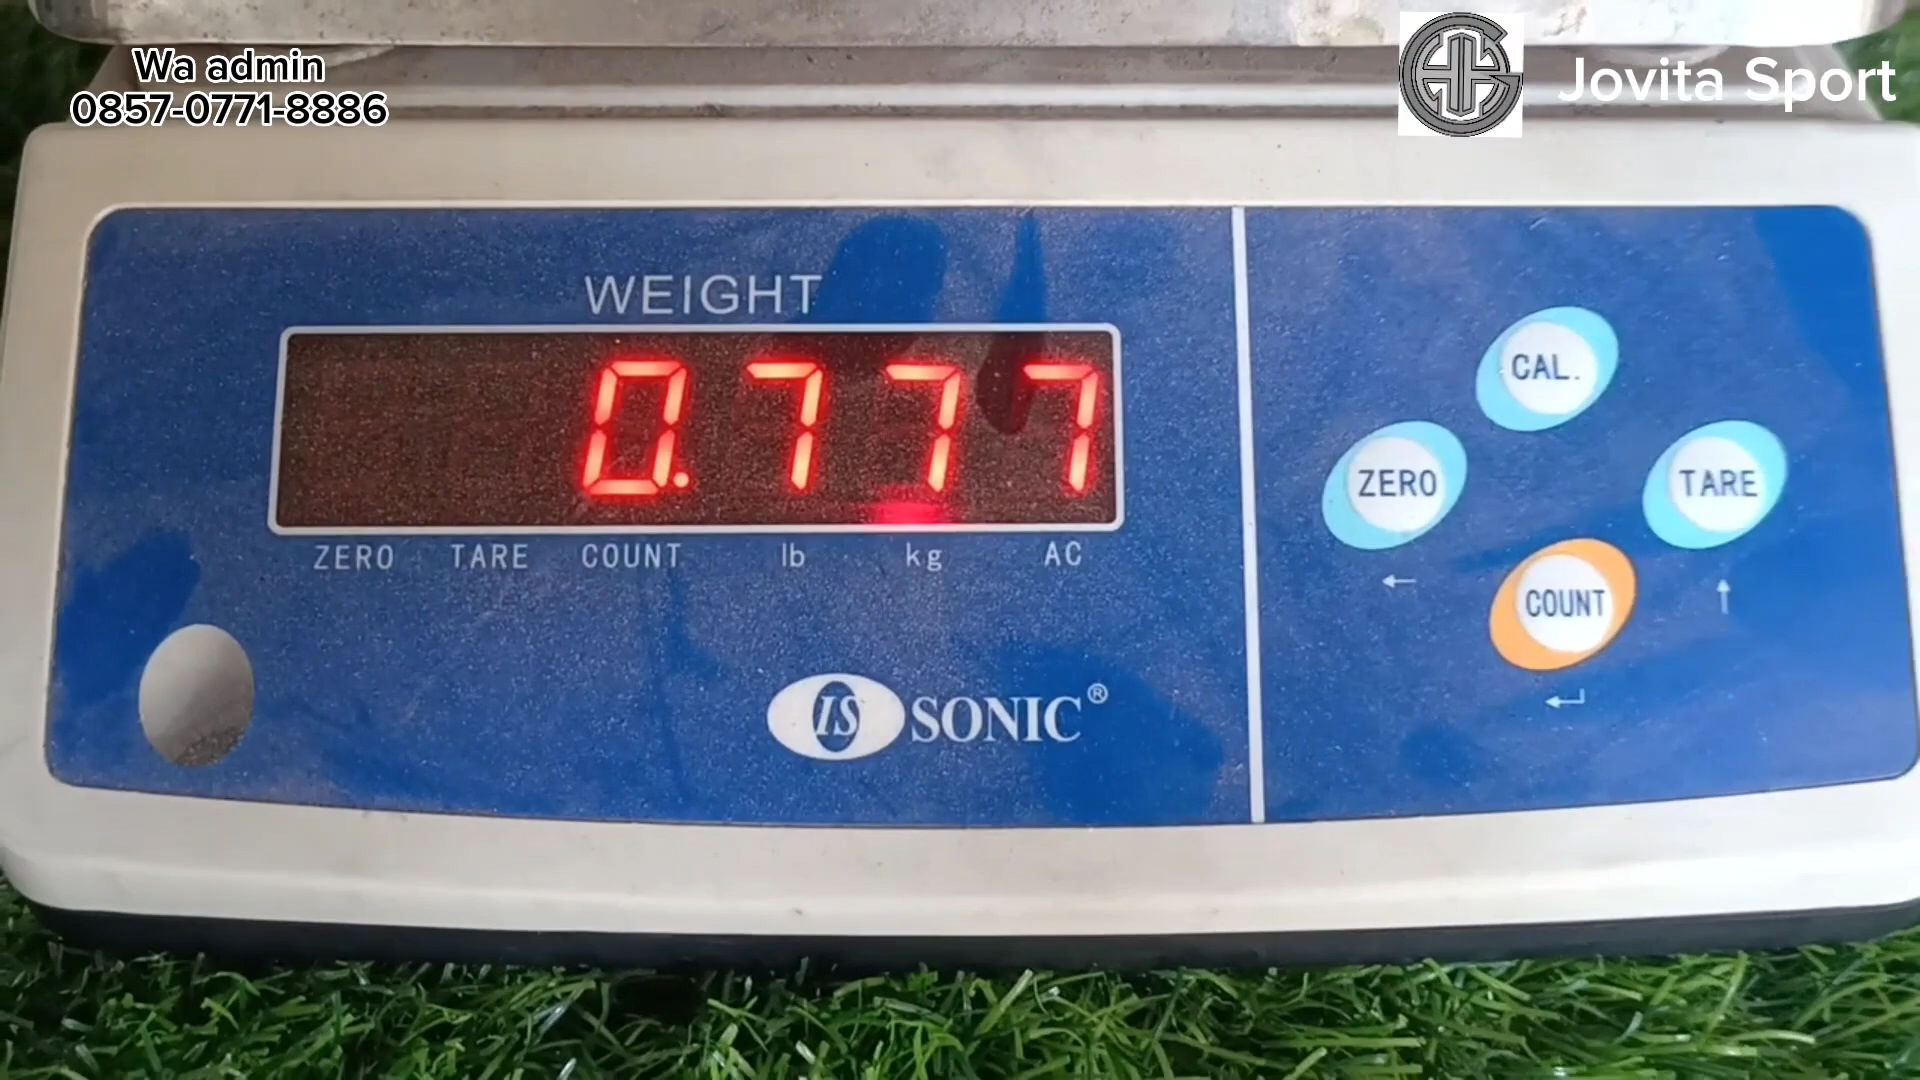 Wa admin
0857-0771-8886
Jovita Sport
WEIGHT
0.777
ZERO TARE COUNT lb kg AC
IS SONIC®
CAL.
ZERO
TARE
←
↑
COUNT
↵